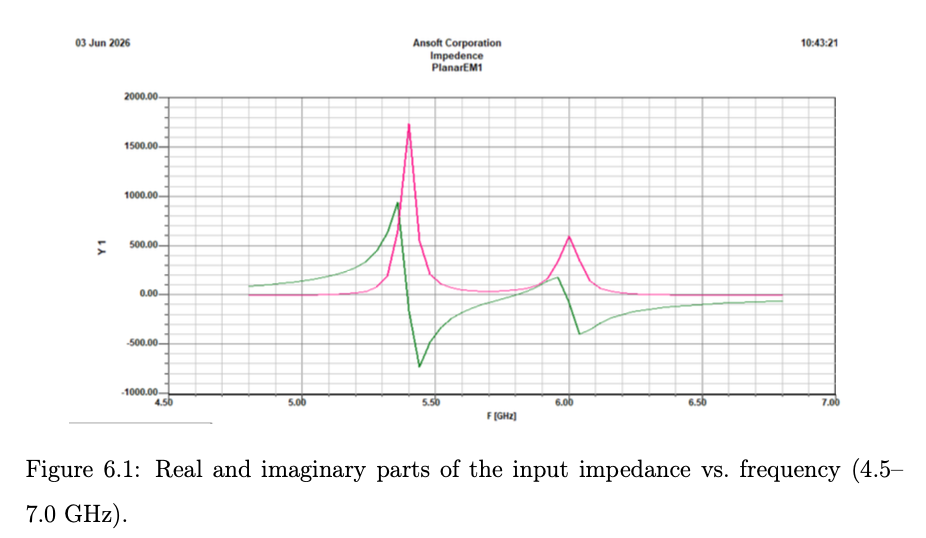 03 Jun 2026 Ansoft Corporation 10:43:21
Impedence
PlanarEM1
2000.00
1500.00
1000.00
500.00
Y1
0.00
-500.00
-1000.00
4.50 5.00 5.50 6.00 6.50 7.00
F [GHz]
Figure 6.1: Real and imaginary parts of the input impedance vs. frequency (4.5–
7.0 GHz).